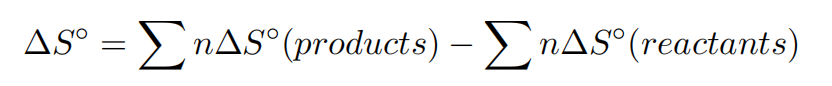 ΔS° = ∑ nΔS°(products) − ∑ nΔS°(reactants)